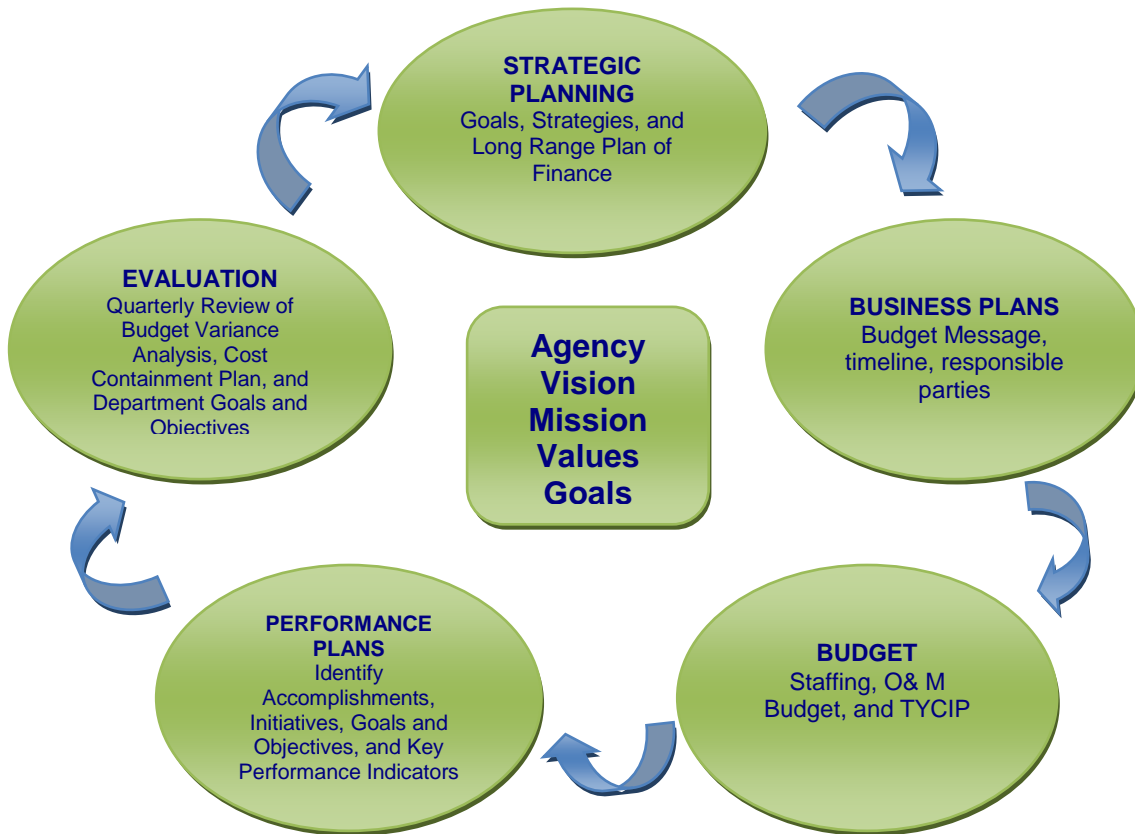 STRATEGIC
PLANNING
Goals, Strategies, and
Long Range Plan of
Finance
EVALUATION
Quarterly Review of
Budget Variance
Analysis, Cost
Containment Plan, and
Department Goals and
Objectives
Agency
Vision
Mission
Values
Goals
BUSINESS PLANS
Budget Message,
timeline, responsible
parties
PERFORMANCE
PLANS
Identify
Accomplishments,
Initiatives, Goals and
Objectives, and Key
Performance Indicators
BUDGET
Staffing, O& M
Budget, and TYCIP